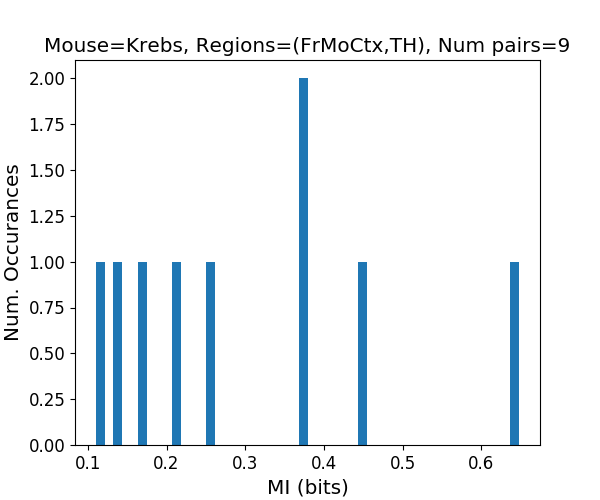 Mouse=Krebs, Regions=(FrMoCtx,TH), Num pairs=9
2.00
1.75
1.50
1.25
1.00
0.75
0.50
0.25
0.00
Num. Occurances
0.1 0.2 0.3 0.4 0.5 0.6
MI (bits)